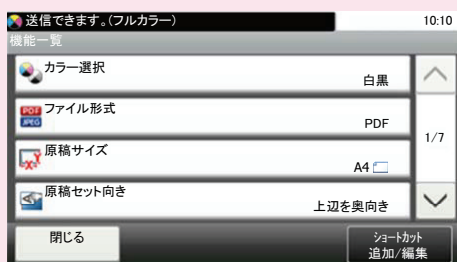 送信できます。(フルカラー)
10:10
機能一覧
カラー選択
白黒
PDF
JPEG
ファイル形式
PDF
1/7
原稿サイズ
A4
原稿セット向き
上辺を奥向き
閉じる
ショートカット
追加/編集